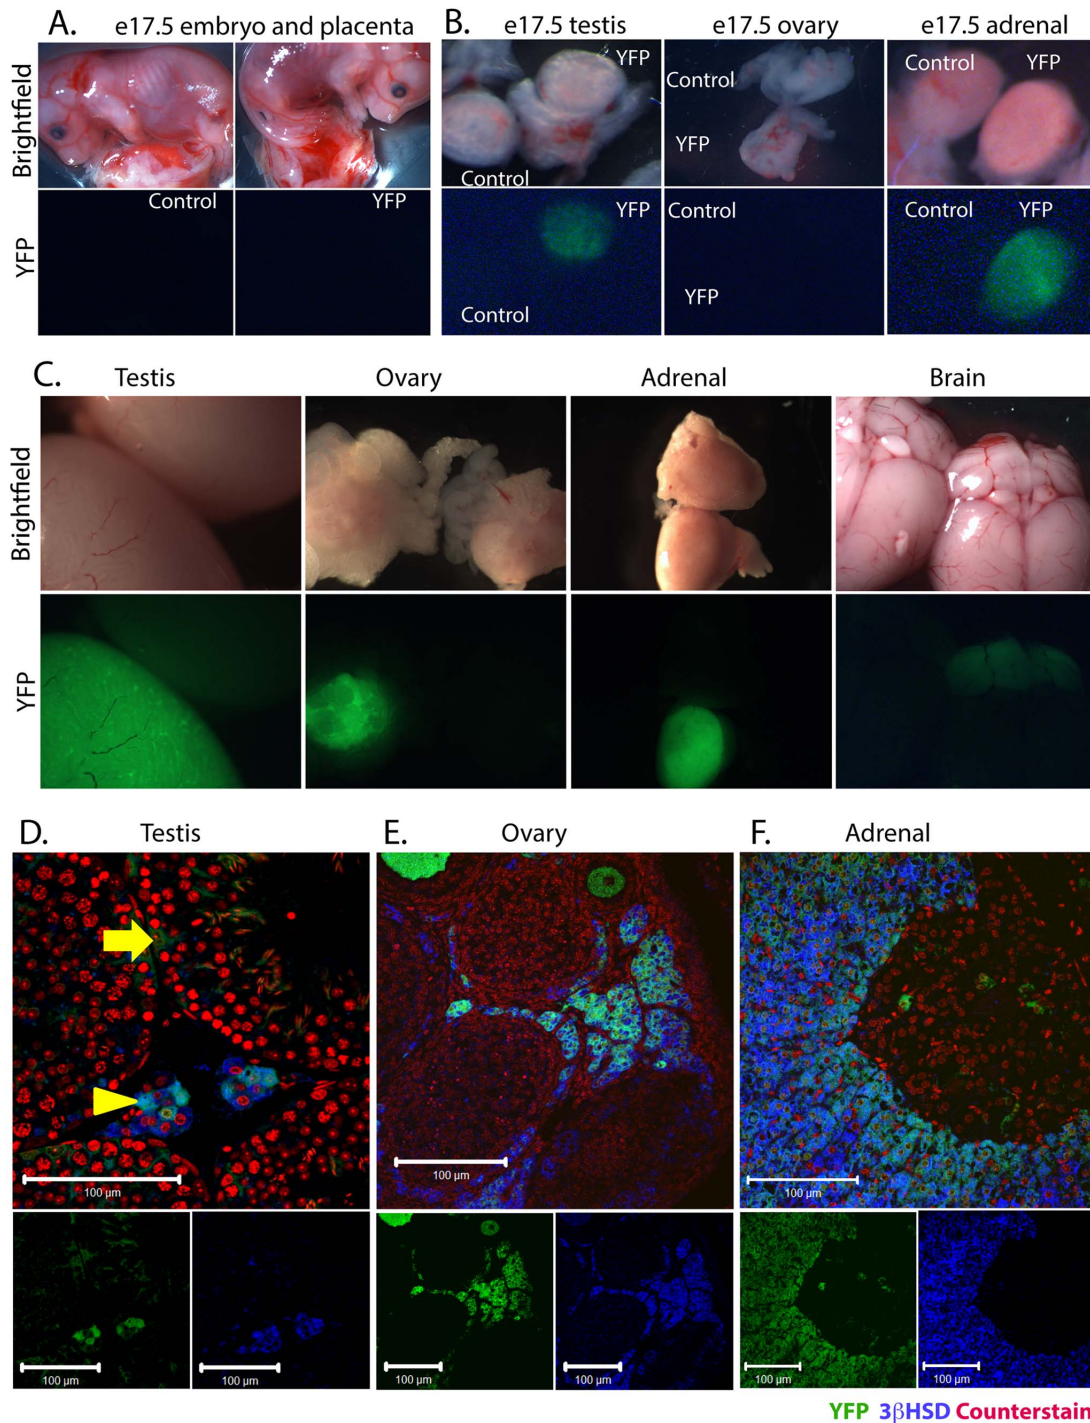 A.
e17.5 embryo and placenta
Brightfield
YFP
Control
YFP
B.
e17.5 testis
e17.5 ovary
e17.5 adrenal
YFP
Control
Control
YFP
Control
YFP
YFP
Control
Control
YFP
Control
YFP
C.
Testis
Ovary
Adrenal
Brain
Brightfield
YFP
D.
Testis
E.
Ovary
F.
Adrenal
100 µm
100 µm
100 µm
100 µm
100 µm
100 µm
100 µm
100 µm
100 µm
YFP 3βHSD Counterstain